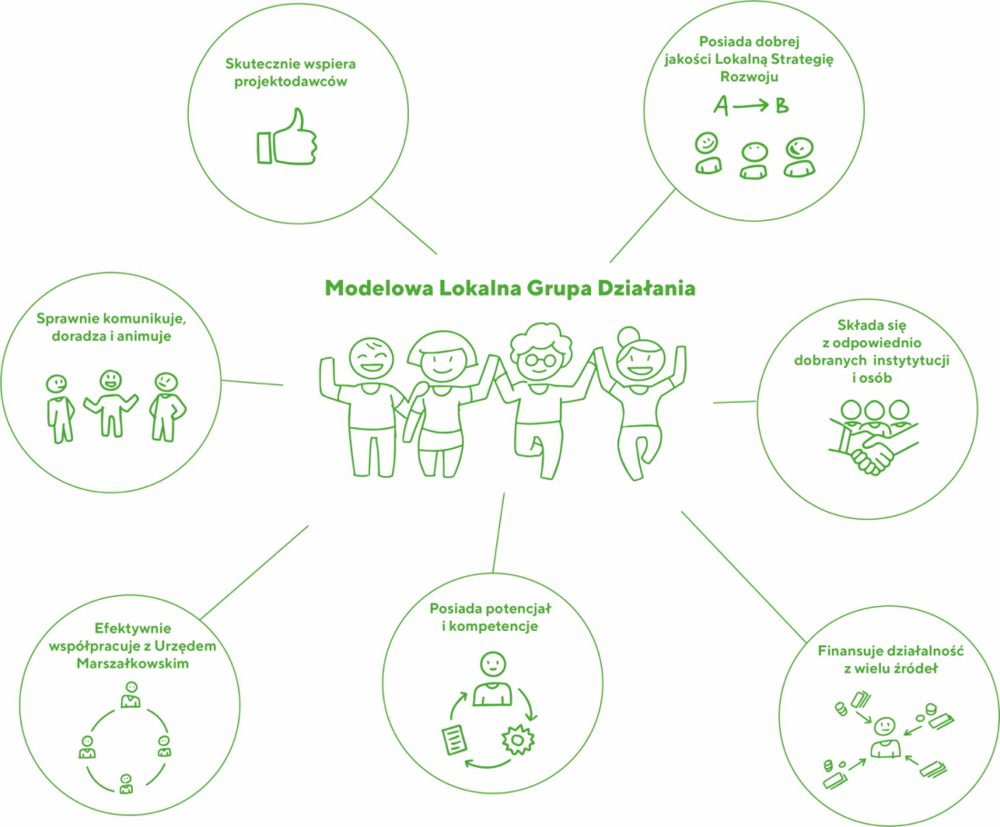 Skutecznie wspiera
projektodawców
Posiada dobrej
jakości Lokalną Strategię
Rozwoju
A → B
Modelowa Lokalna Grupa Działania
Sprawnie komunikuje,
doradza i animuje
Składa się
z odpowiednio
dobranych instytytucji
i osób
Efektywnie
współpracuje z Urzędem
Marszałkowskim
Posiada potencjał
i kompetencje
Finansuje działalność
z wielu źródeł